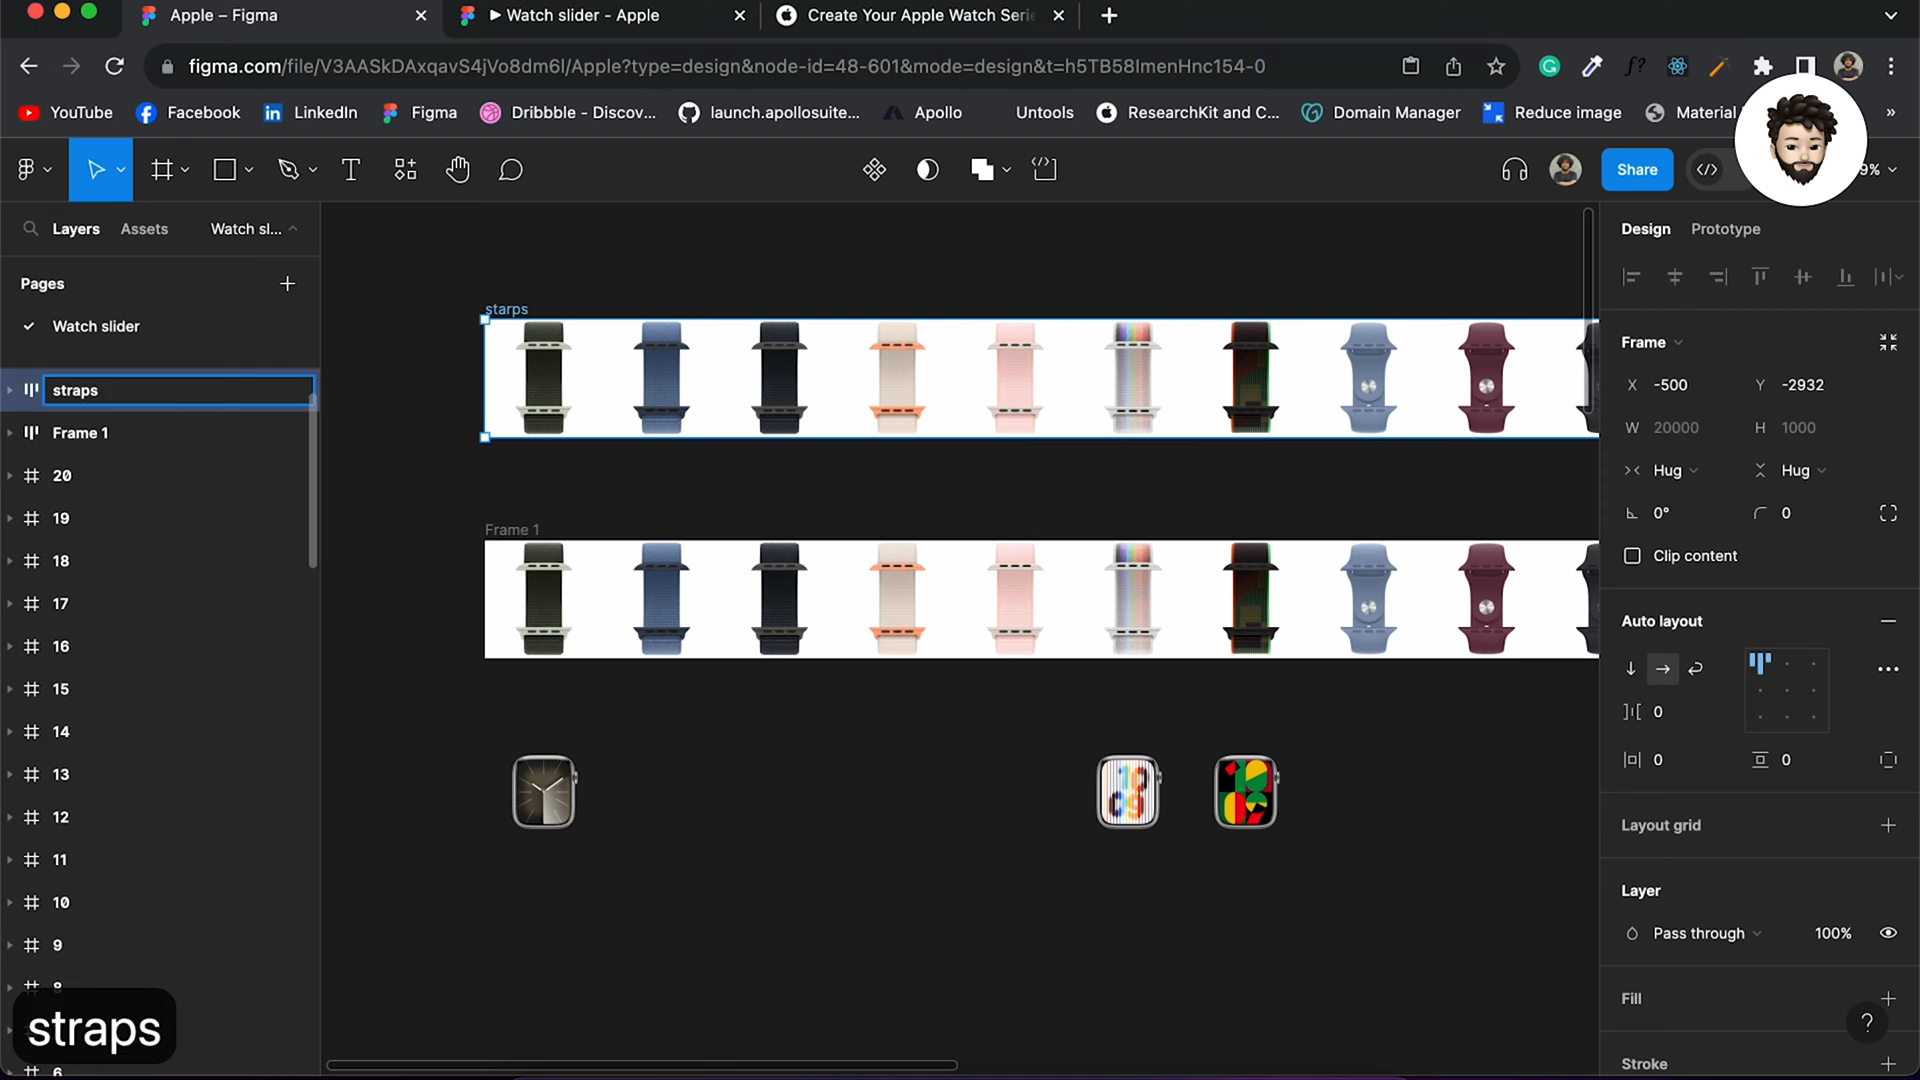 Apple – Figma
Watch slider - Apple
Create Your Apple Watch Serie
figma.com/file/V3AASkDAxqavS4jVo8dm6l/Apple?type=design&node-id=48-601&mode=design&t=h5TB58ImenHnc154-0
YouTube
Facebook
LinkedIn
Figma
Dribbble - Discov...
launch.apollosuite...
Apollo
Untools
ResearchKit and C...
Domain Manager
Reduce image
Material
»
Share
9%
Layers
Assets
Watch sl...
Pages
Watch slider
straps
Frame 1
20
19
18
17
16
15
14
13
12
11
10
9
8
6
straps
starps
Frame 1
Design
Prototype
Frame
X -500
Y -2932
W 20000
H 1000
Hug
Hug
0°
0
Clip content
Auto layout
0
0
0
Layout grid
Layer
Pass through
100%
Fill
?
Stroke